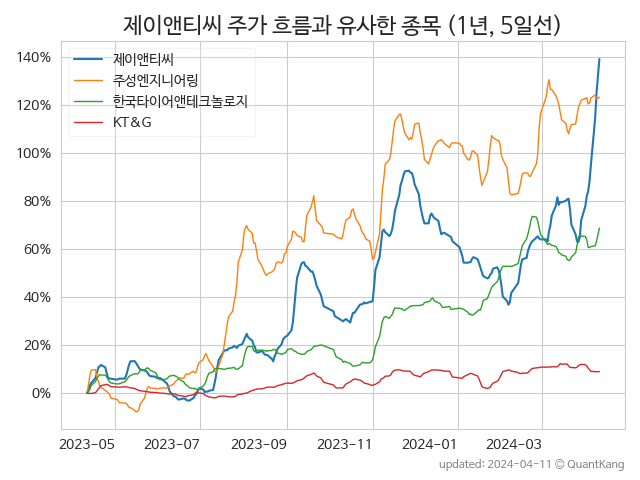 제이앤티씨 주가 흐름과 유사한 종목 (1년, 5일선)
140%
120%
100%
80%
60%
40%
20%
0%
제이앤티씨
주성엔지니어링
한국타이어앤테크놀로지
KT&G
2023-05 2023-07 2023-09 2023-11 2024-01 2024-03
updated: 2024-04-11 © QuantKang